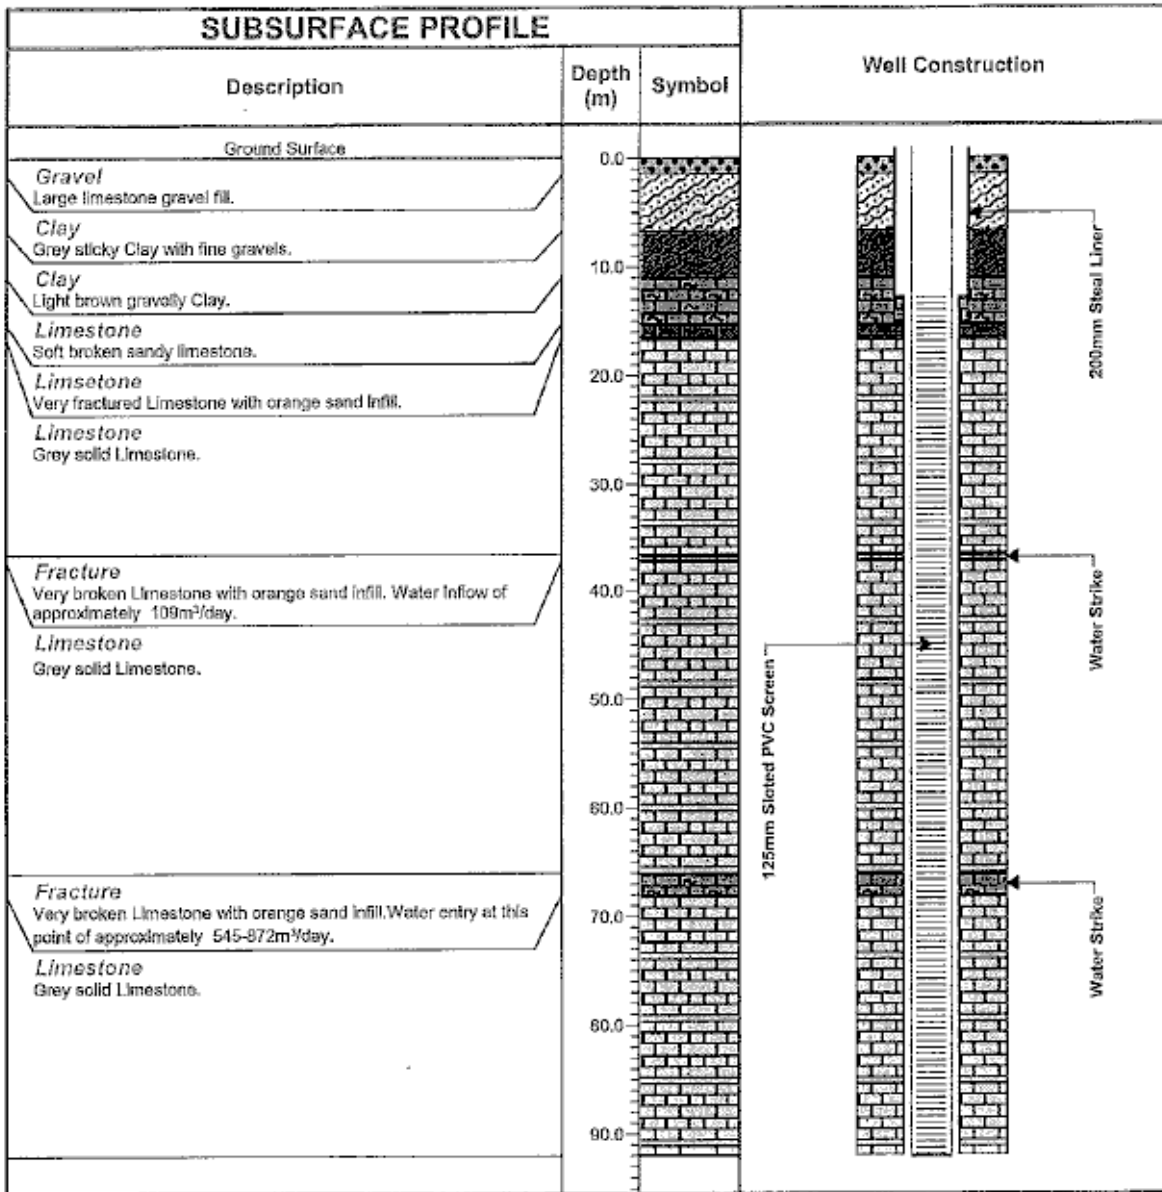 SUBSURFACE PROFILE
Description
Depth
(m)
Symbol
Well Construction
Ground Surface
Gravel
Large limestone gravel fill.
Clay
Grey sticky Clay with fine gravels.
Clay
Light brown gravelly Clay.
Limestone
Soft broken sandy limestone.
Limsetone
Very fractured Limestone with orange sand infill.
Limestone
Grey solid Limestone.
Fracture
Very broken Limestone with orange sand infill. Water Inflow of
approximately 109m³/day.
Limestone
Grey solid Limestone.
Fracture
Very broken Limestone with orange sand infill.Water entry at this
point of approximately 545-872m³/day.
Limestone
Grey solid Limestone.
0.0
10.0
20.0
30.0
40.0
50.0
60.0
70.0
80.0
90.0
125mm Sloted PVC Screen
200mm Steal Liner
Water Strike
Water Strike